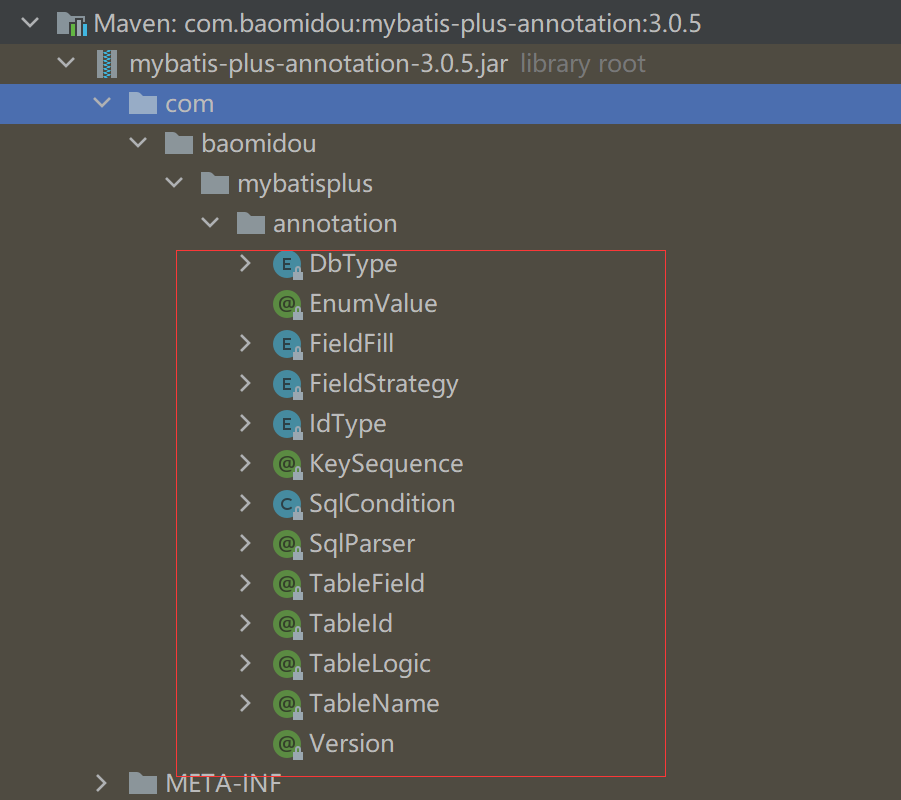 Maven: com.baomidou:mybatis-plus-annotation:3.0.5
mybatis-plus-annotation-3.0.5.jar library root
com
baomidou
mybatisplus
annotation
E DbType
@ EnumValue
E FieldFill
E FieldStrategy
E IdType
@ KeySequence
C SqlCondition
@ SqlParser
@ TableField
@ TableId
@ TableLogic
@ TableName
@ Version
META-INF